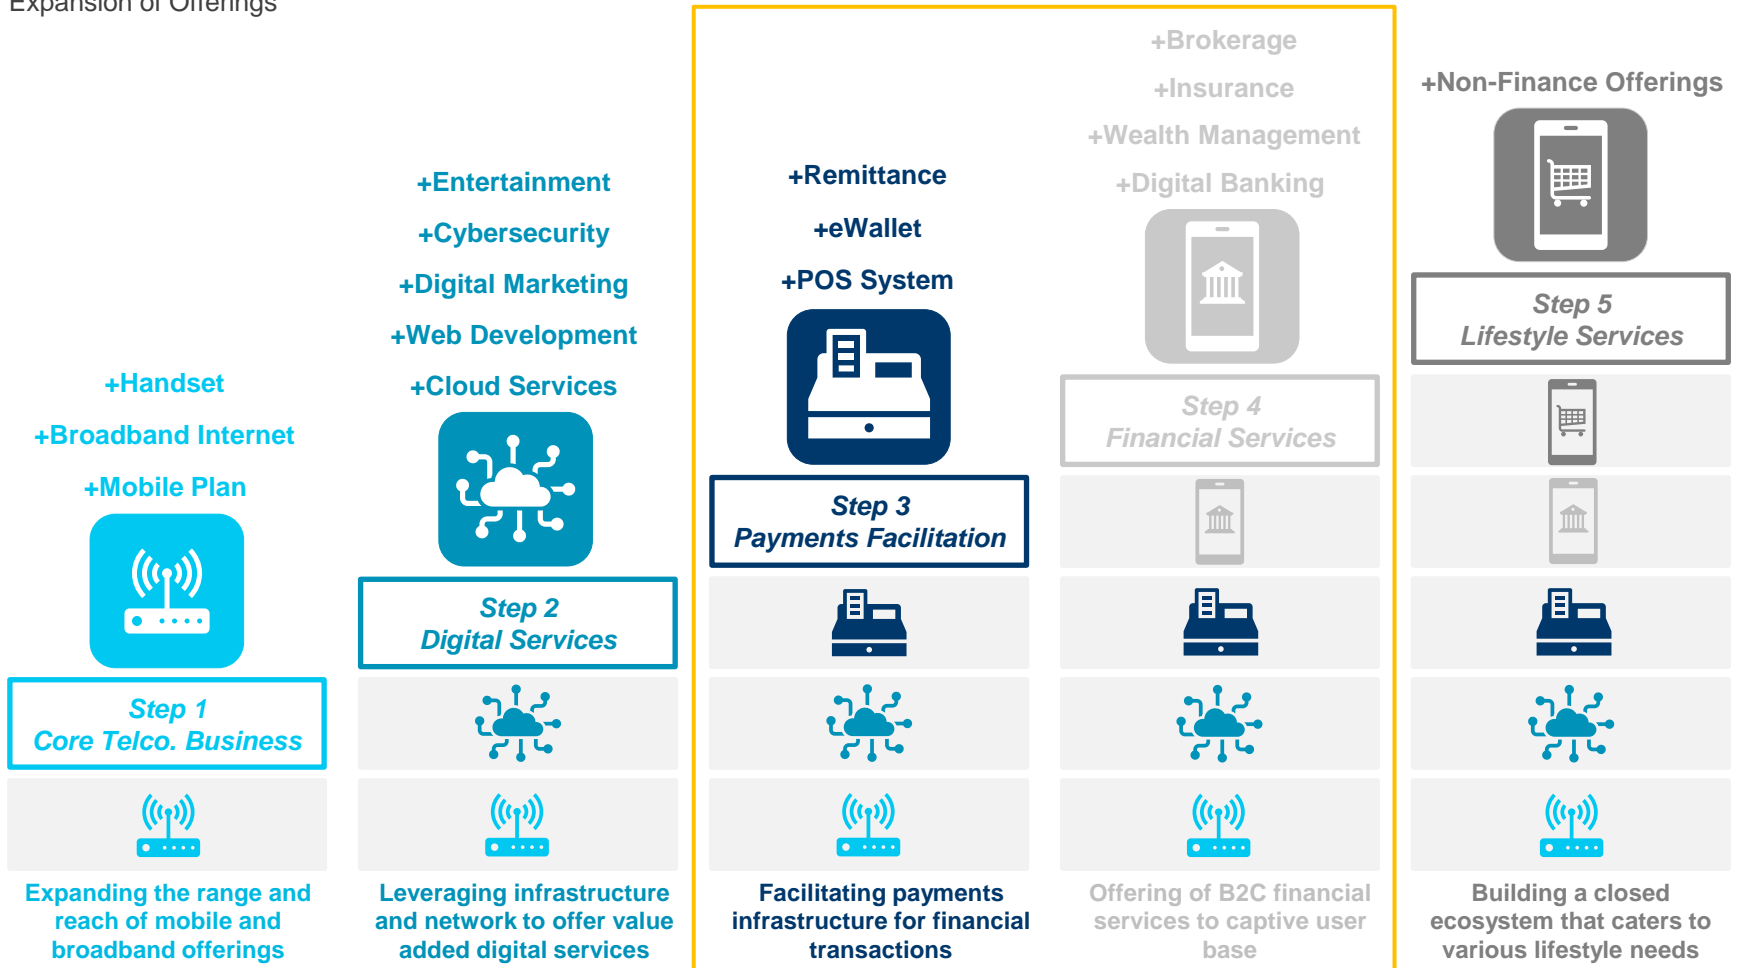 Expansion of Offerings
+Handset
+Broadband Internet
+Mobile Plan
Step 1
Core Telco. Business
Expanding the range and
reach of mobile and
broadband offerings
+Entertainment
+Cybersecurity
+Digital Marketing
+Web Development
+Cloud Services
Step 2
Digital Services
Leveraging infrastructure
and network to offer value
added digital services
+Remittance
+eWallet
+POS System
Step 3
Payments Facilitation
Facilitating payments
infrastructure for financial
transactions
+Brokerage
+Insurance
+Wealth Management
+Digital Banking
Step 4
Financial Services
Offering of B2C financial
services to captive user
base
+Non-Finance Offerings
Step 5
Lifestyle Services
Building a closed
ecosystem that caters to
various lifestyle needs